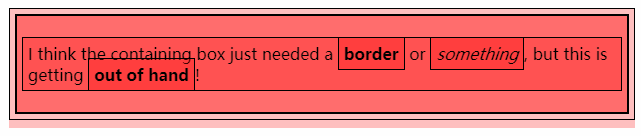 I think the containing box just needed a border or something, but this is
getting out of hand!